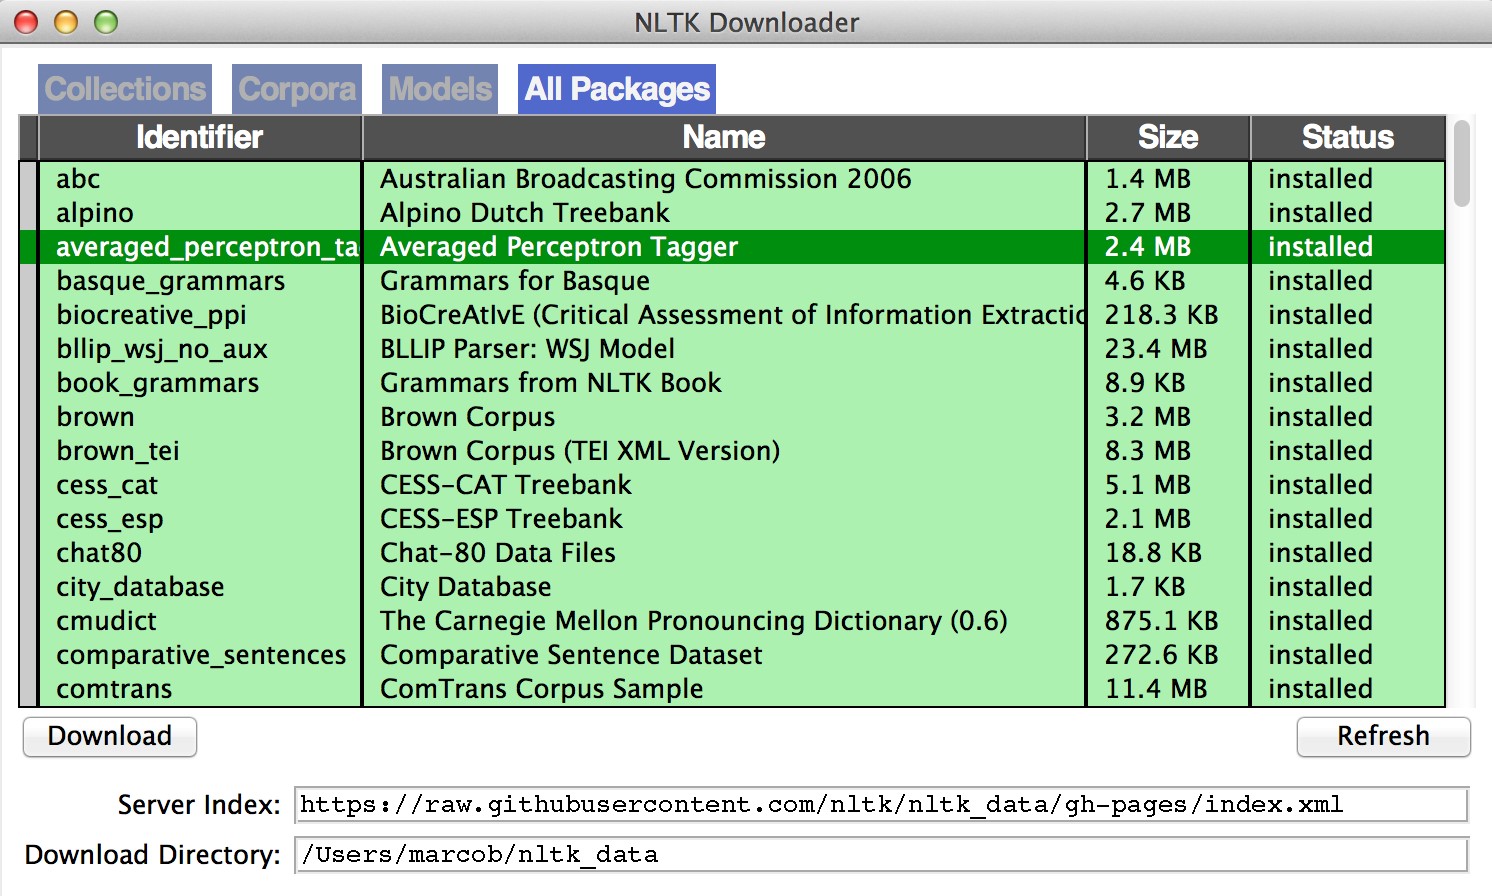 NLTK Downloader
Collections Corpora Models All Packages
Identifier Name Size Status
abc Australian Broadcasting Commission 2006 1.4 MB installed
alpino Alpino Dutch Treebank 2.7 MB installed
averaged_perceptron_ta Averaged Perceptron Tagger 2.4 MB installed
basque_grammars Grammars for Basque 4.6 KB installed
biocreative_ppi BioCreAtIvE (Critical Assessment of Information Extractic 218.3 KB installed
bllip_wsj_no_aux BLLIP Parser: WSJ Model 23.4 MB installed
book_grammars Grammars from NLTK Book 8.9 KB installed
brown Brown Corpus 3.2 MB installed
brown_tei Brown Corpus (TEI XML Version) 8.3 MB installed
cess_cat CESS-CAT Treebank 5.1 MB installed
cess_esp CESS-ESP Treebank 2.1 MB installed
chat80 Chat-80 Data Files 18.8 KB installed
city_database City Database 1.7 KB installed
cmudict The Carnegie Mellon Pronouncing Dictionary (0.6) 875.1 KB installed
comparative_sentences Comparative Sentence Dataset 272.6 KB installed
comtrans ComTrans Corpus Sample 11.4 MB installed
Download Refresh
Server Index: https://raw.githubusercontent.com/nltk/nltk_data/gh-pages/index.xml
Download Directory: /Users/marcob/nltk_data